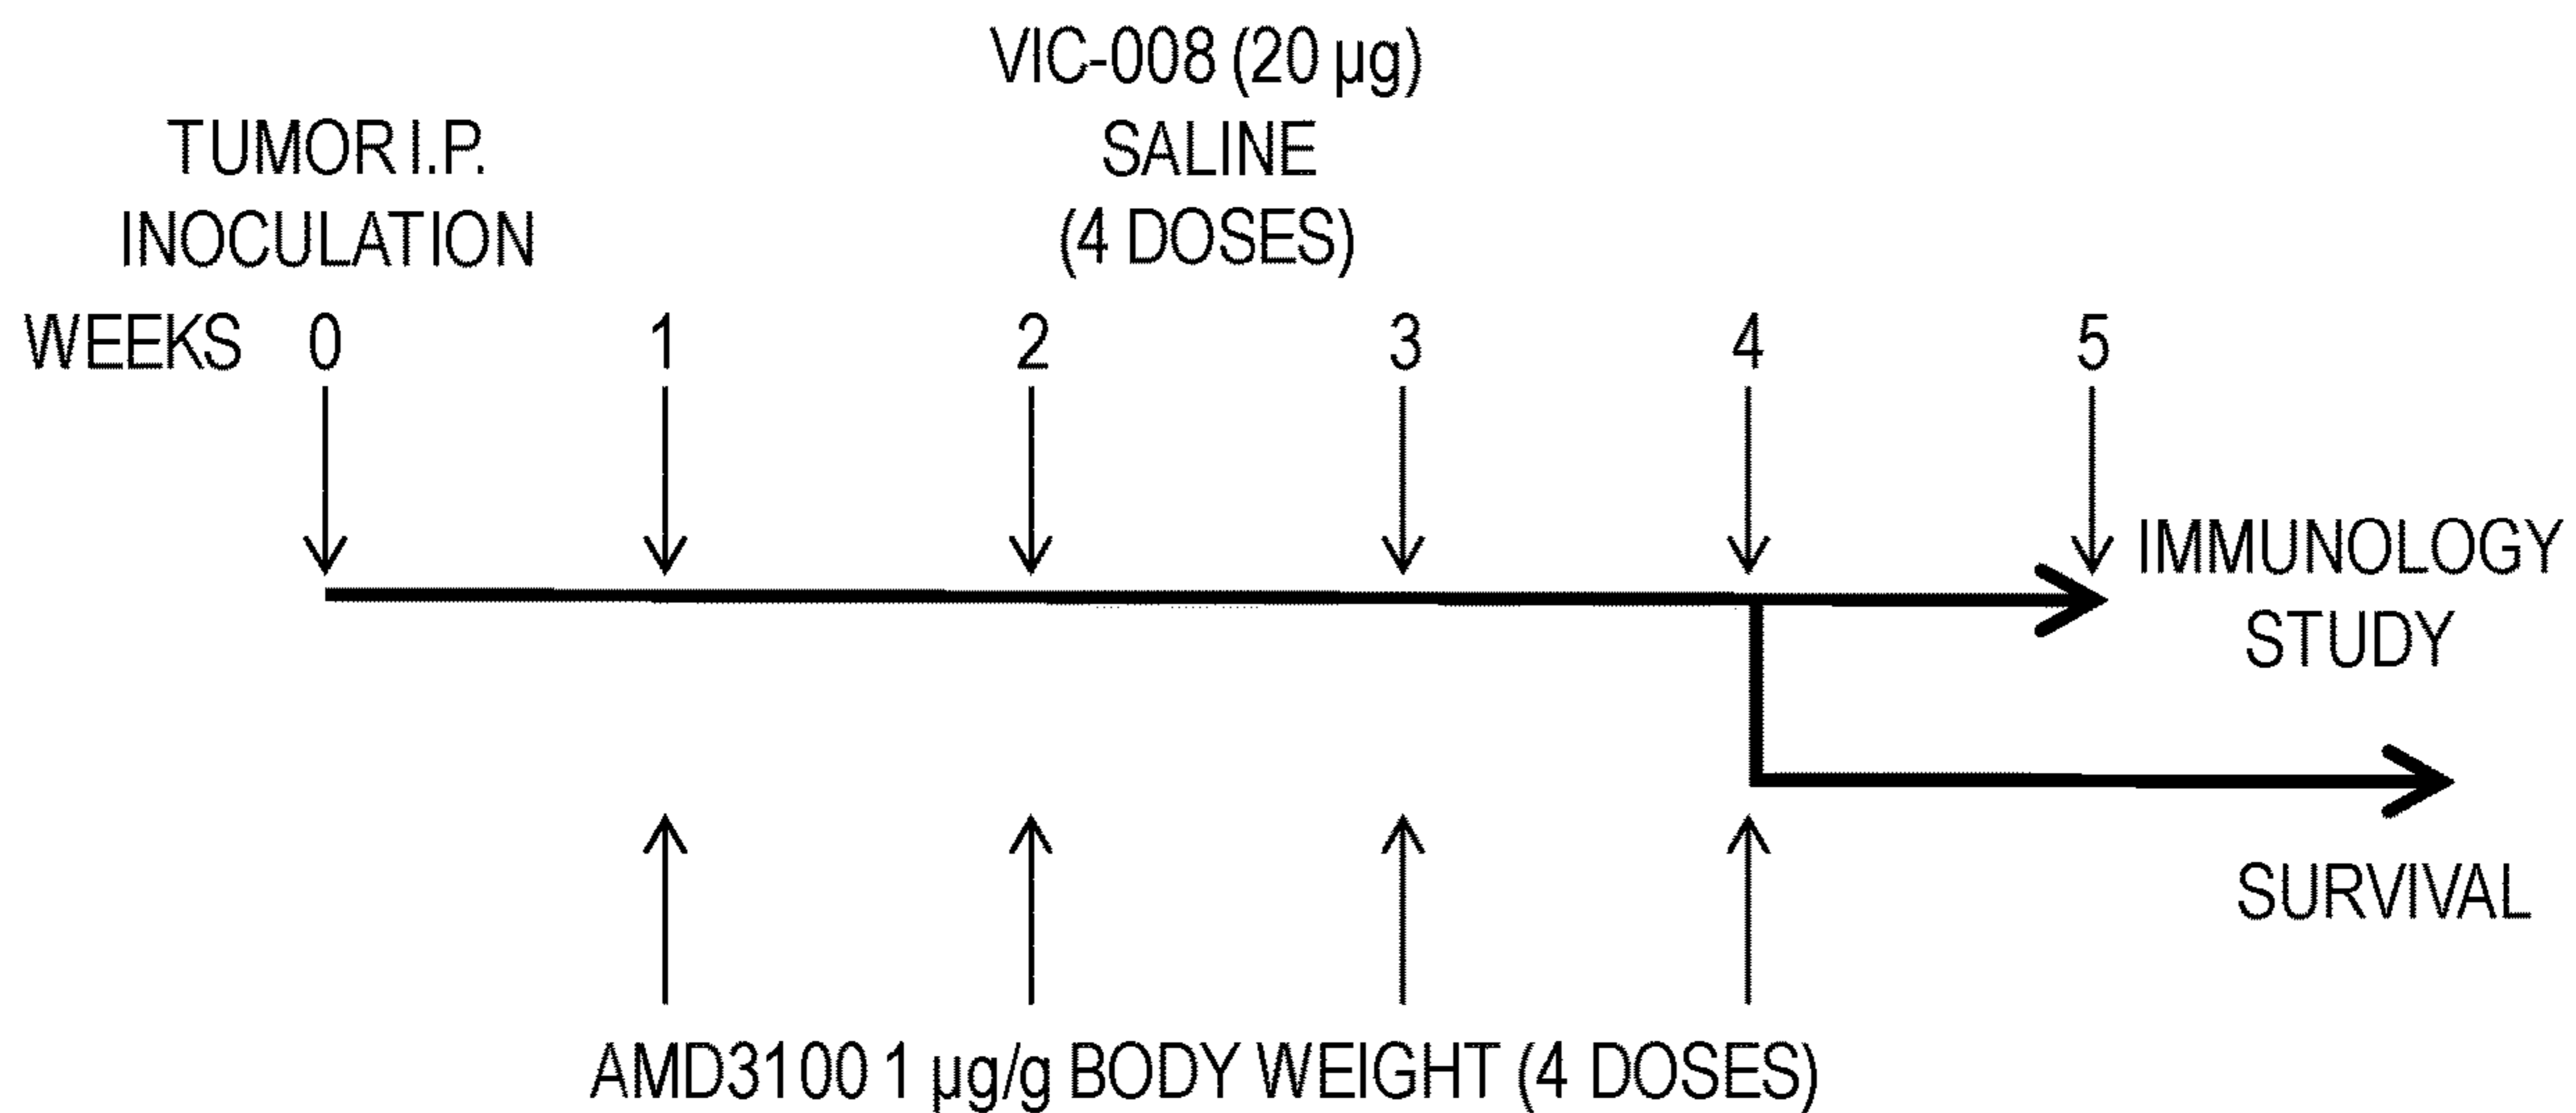 VIC-008 (20 µg)
SALINE
(4 DOSES)
TUMOR I.P.
INOCULATION
WEEKS 0 1 2 3 4 5
IMMUNOLOGY
STUDY
SURVIVAL
AMD3100 1 µg/g BODY WEIGHT (4 DOSES)